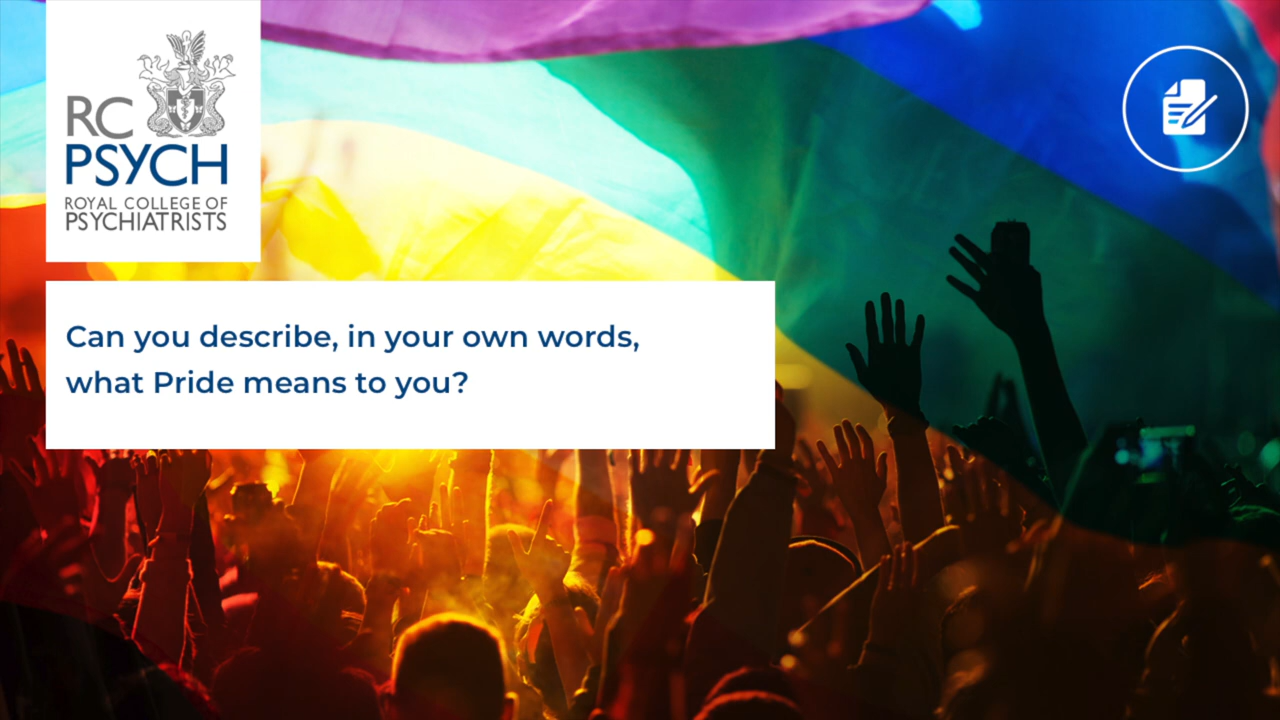 RC
PSYCH
ROYAL COLLEGE OF
PSYCHIATRISTS
Can you describe, in your own words,
what Pride means to you?